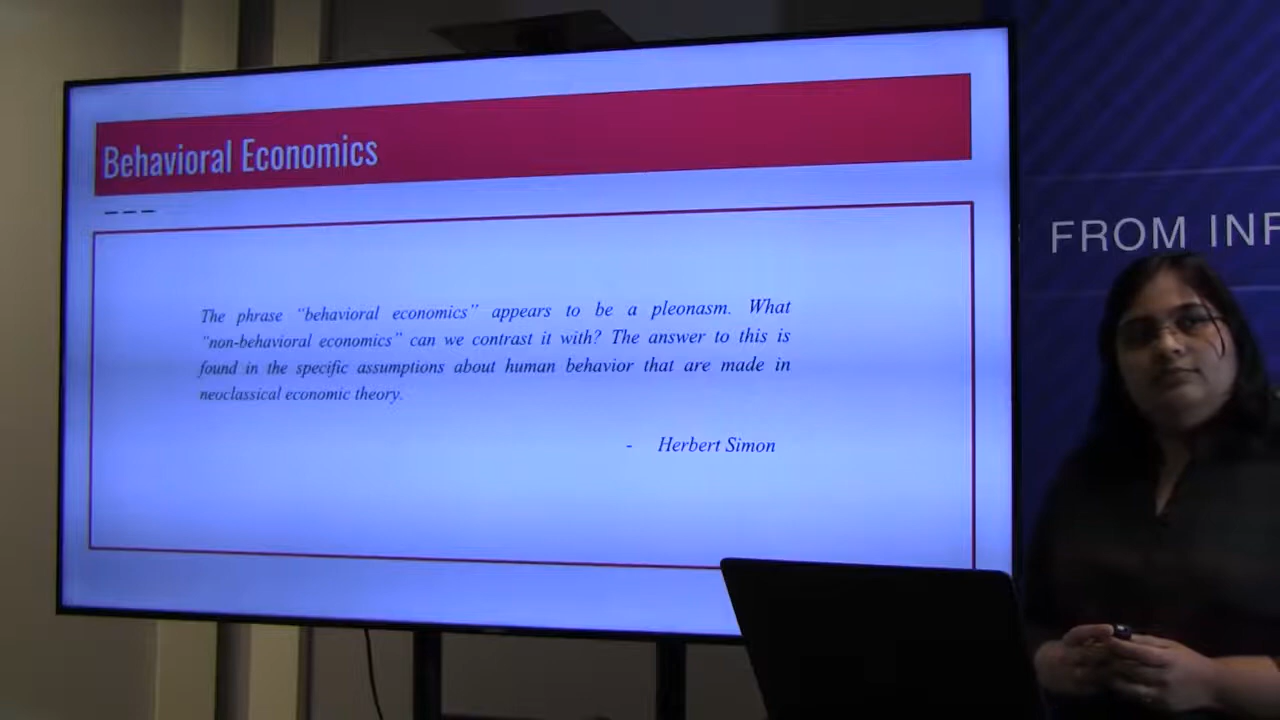 Behavioral Economics
The phrase “behavioral economics” appears to be a pleonasm. What
“non-behavioral economics” can we contrast it with? The answer to this is
found in the specific assumptions about human behavior that are made in
neoclassical economic theory.
- Herbert Simon
FROM